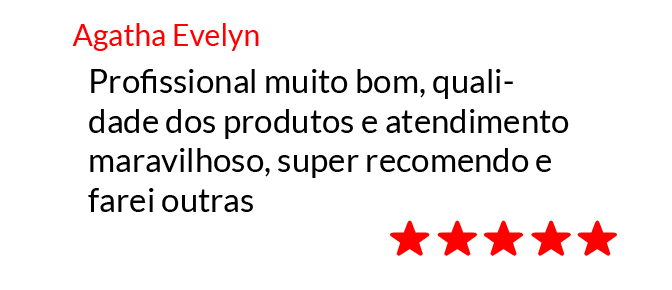 Agatha Evelyn
Profissional muito bom, quali-
dade dos produtos e atendimento
maravilhoso, super recomendo e
farei outras